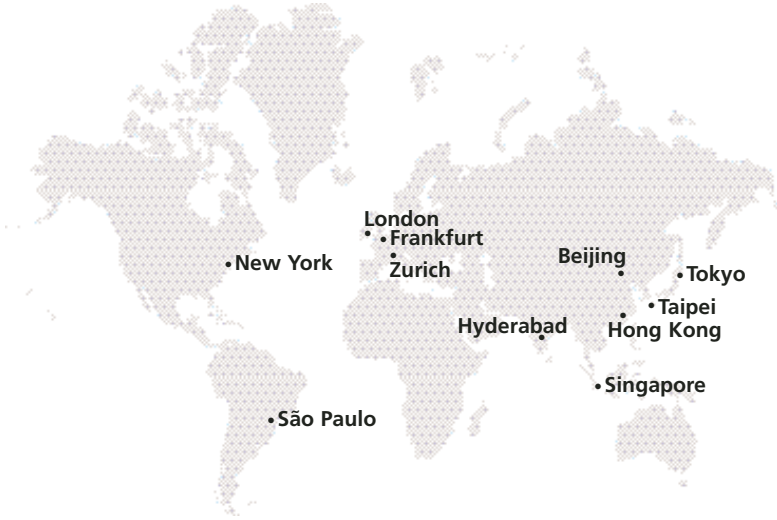 London
Frankfurt
Zurich
New York
Beijing
Tokyo
Taipei
Hong Kong
Hyderabad
Singapore
São Paulo